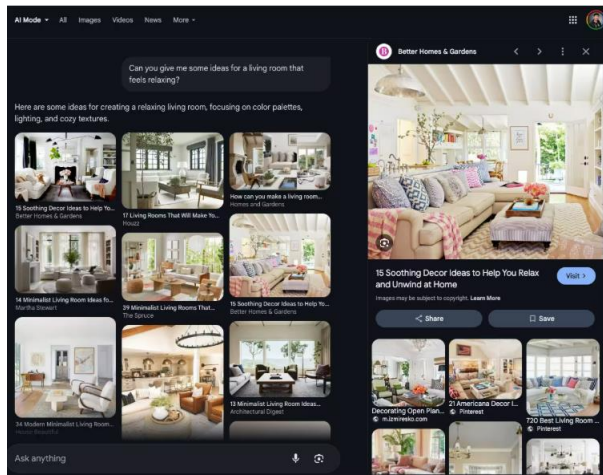 AI Mode All Images Videos News More
Can you give me some ideas for a living room that
feels relaxing?
Here are some ideas for creating a relaxing living room, focusing on color palettes,
lighting, and cozy textures.
15 Soothing Decor Ideas to Help Yo...
Better Homes & Gardens
17 Living Rooms That Will Make Yo...
Houzz
How can you make a living room...
Homes and Gardens
14 Minimalist Living Room Ideas fo...
Martha Stewart
29 Minimalist Living Rooms That...
The Spruce
15 Soothing Decor Ideas to Help Yo...
Better Homes & Gardens
34 Modern Minimalist Living Room...
House Beautiful
13 Minimalist Living Room Ideas...
Architectural Digest
Ask anything
Better Homes & Gardens
15 Soothing Decor Ideas to Help You Relax
and Unwind at Home
Visit
Images may be subject to copyright. Learn More
Share
Save
Decorating Open Plan...
m.izmiresko.com
21 Americana Decor I...
Pinterest
720 Best Living Room ...
Pinterest